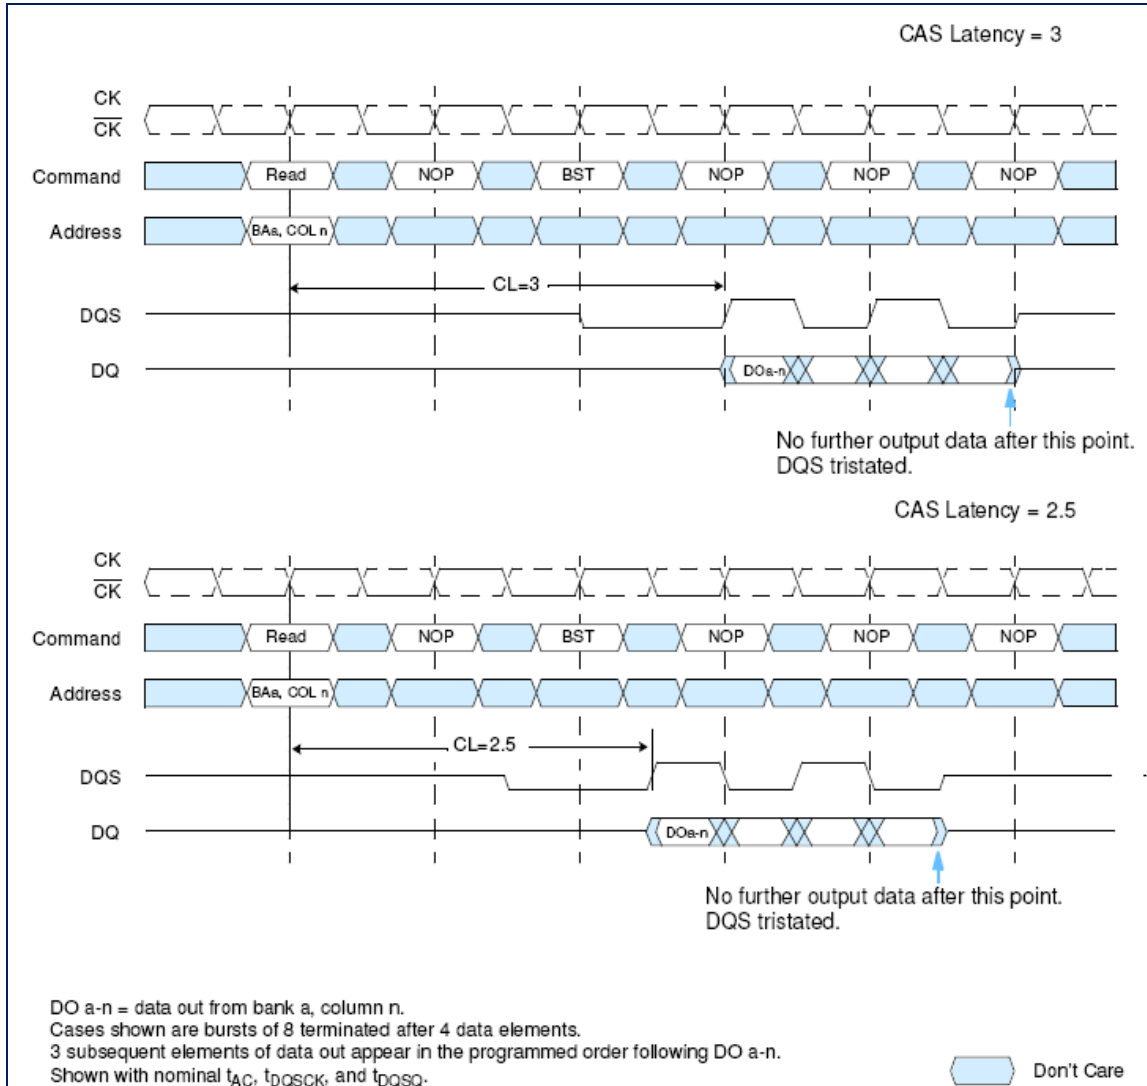 CAS Latency = 3
CK
CK
Command
Read
NOP
BST
NOP
NOP
NOP
Address
BAa, COL n
CL=3
DQS
DQ
DOa-n
No further output data after this point.
DQS tristated.
CAS Latency = 2.5
CK
CK
Command
Read
NOP
BST
NOP
NOP
NOP
Address
BAa, COL n
CL=2.5
DQS
DQ
DOa-n
No further output data after this point.
DQS tristated.
DO a-n = data out from bank a, column n.
Cases shown are bursts of 8 terminated after 4 data elements.
3 subsequent elements of data out appear in the programmed order following DO a-n.
Shown with nominal tAC, tDQSCK, and tDQSQ.
Don't Care